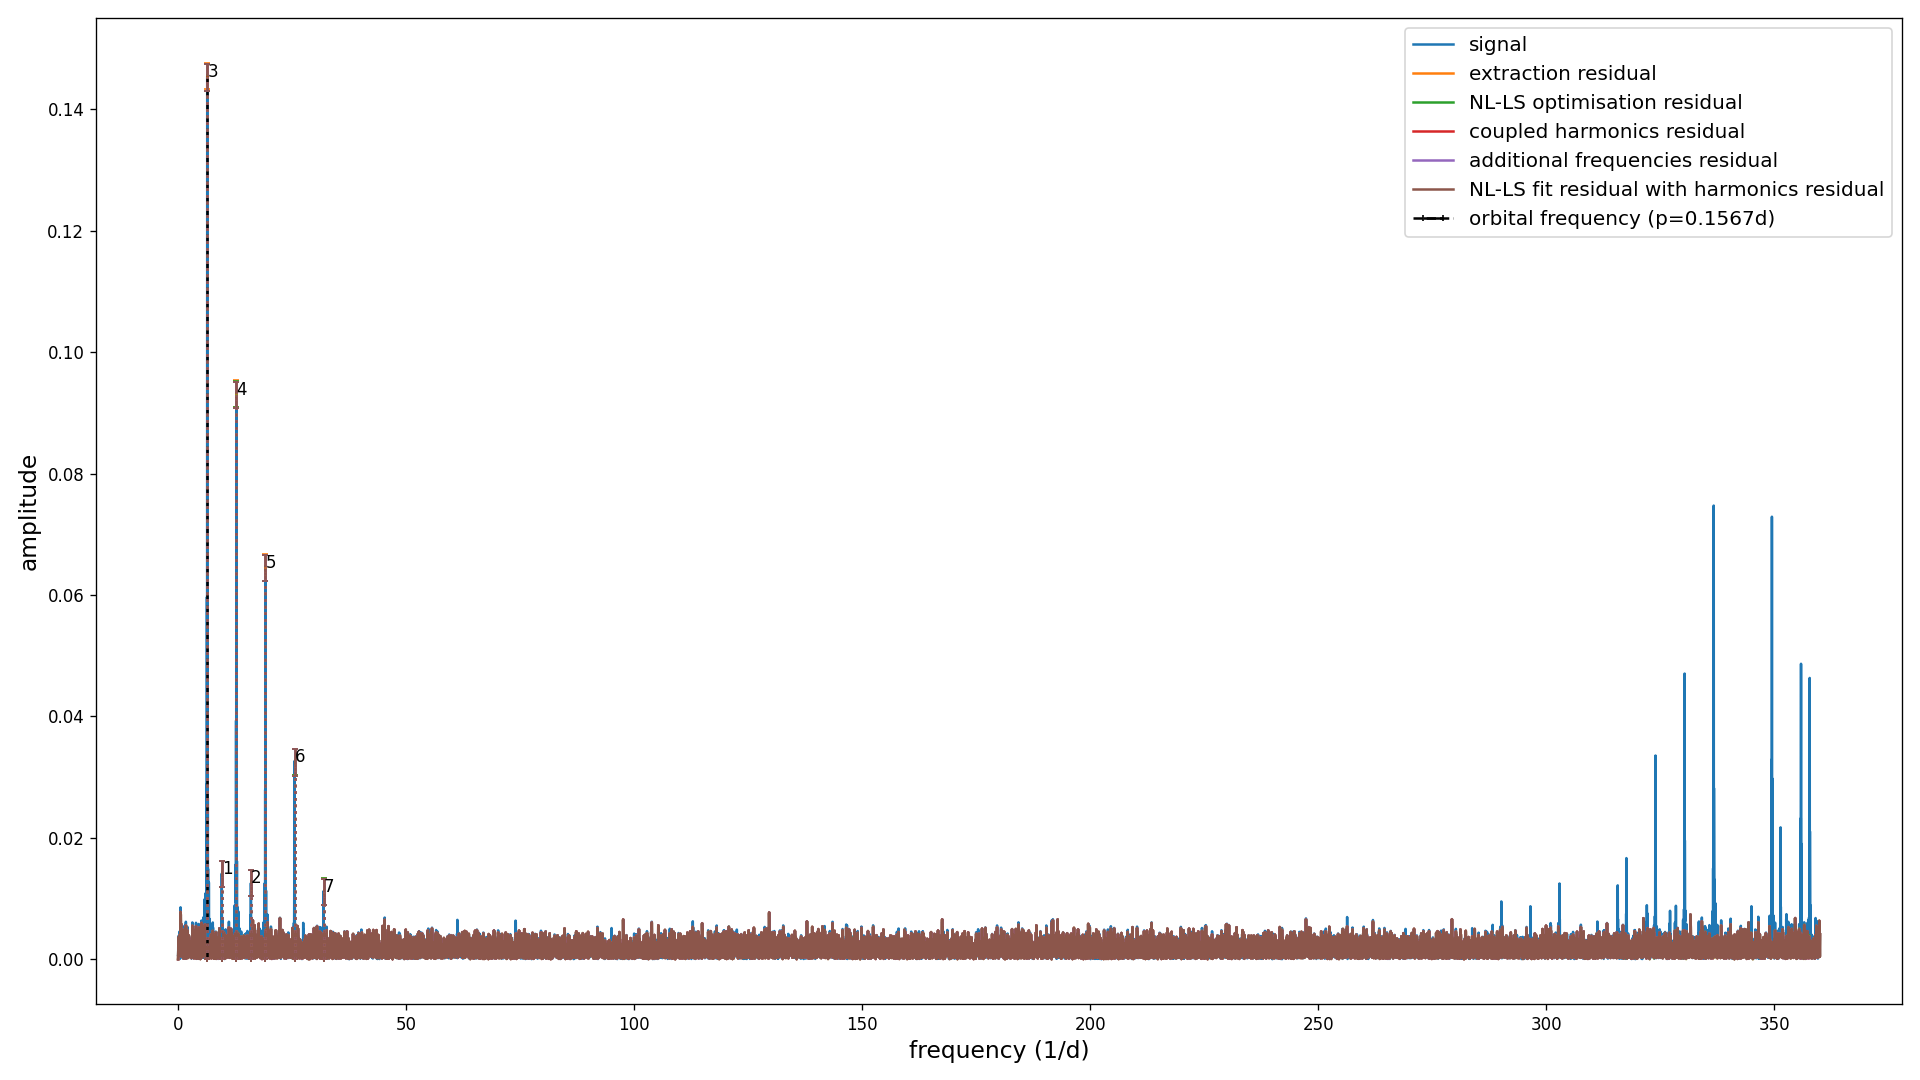 signal
extraction residual
NL-LS optimisation residual
coupled harmonics residual
additional frequencies residual
NL-LS fit residual with harmonics residual
orbital frequency (p=0.1567d)
amplitude
0.14
0.12
0.10
0.08
0.06
0.04
0.02
0.00
3
4
5
6
1
2
7
0
50
100
150
200
250
300
350
frequency (1/d)